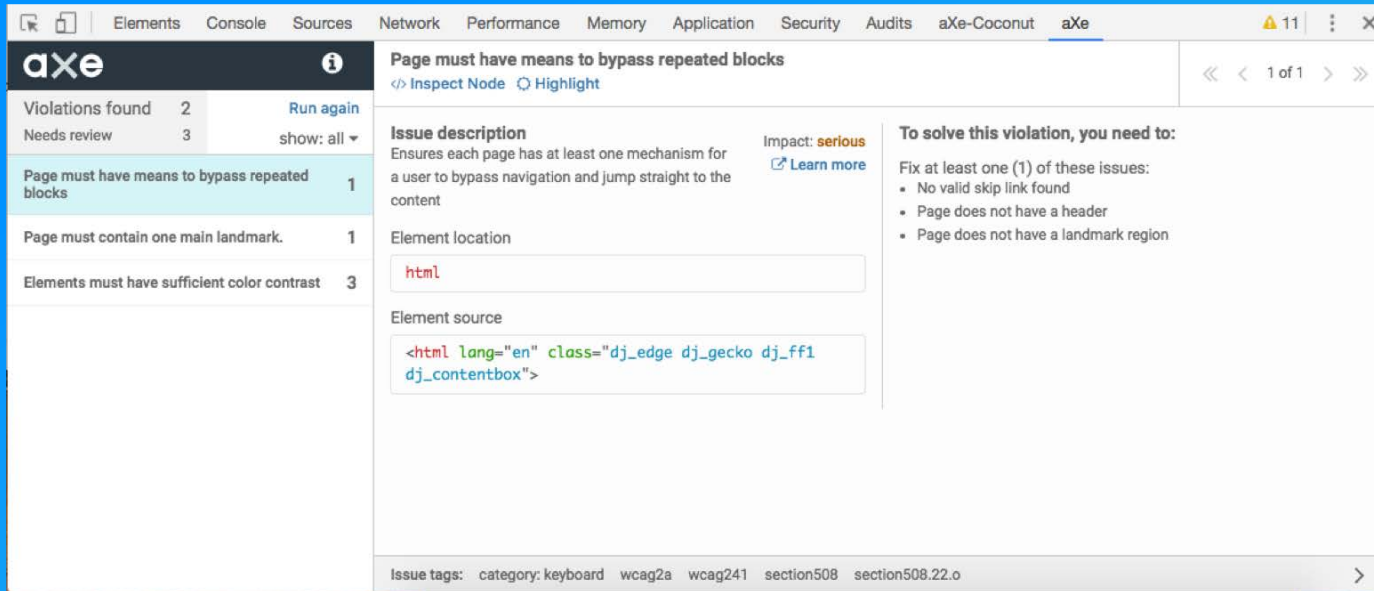 Elements Console Sources Network Performance Memory Application Security Audits aXe-Coconut aXe 11
axe
Violations found 2 Run again
Needs review 3 show: all
Page must have means to bypass repeated
blocks 1
Page must contain one main landmark. 1
Elements must have sufficient color contrast 3
Page must have means to bypass repeated blocks
</> Inspect Node Highlight
1 of 1
Issue description
Impact: serious
Learn more
Ensures each page has at least one mechanism for
a user to bypass navigation and jump straight to the
content
Element location
html
Element source
<html lang="en" class="dj_edge dj_gecko dj_ff1
dj_contentbox">
To solve this violation, you need to:
Fix at least one (1) of these issues:
• No valid skip link found
• Page does not have a header
• Page does not have a landmark region
Issue tags: category: keyboard wcag2a wcag241 section508 section508.22.o